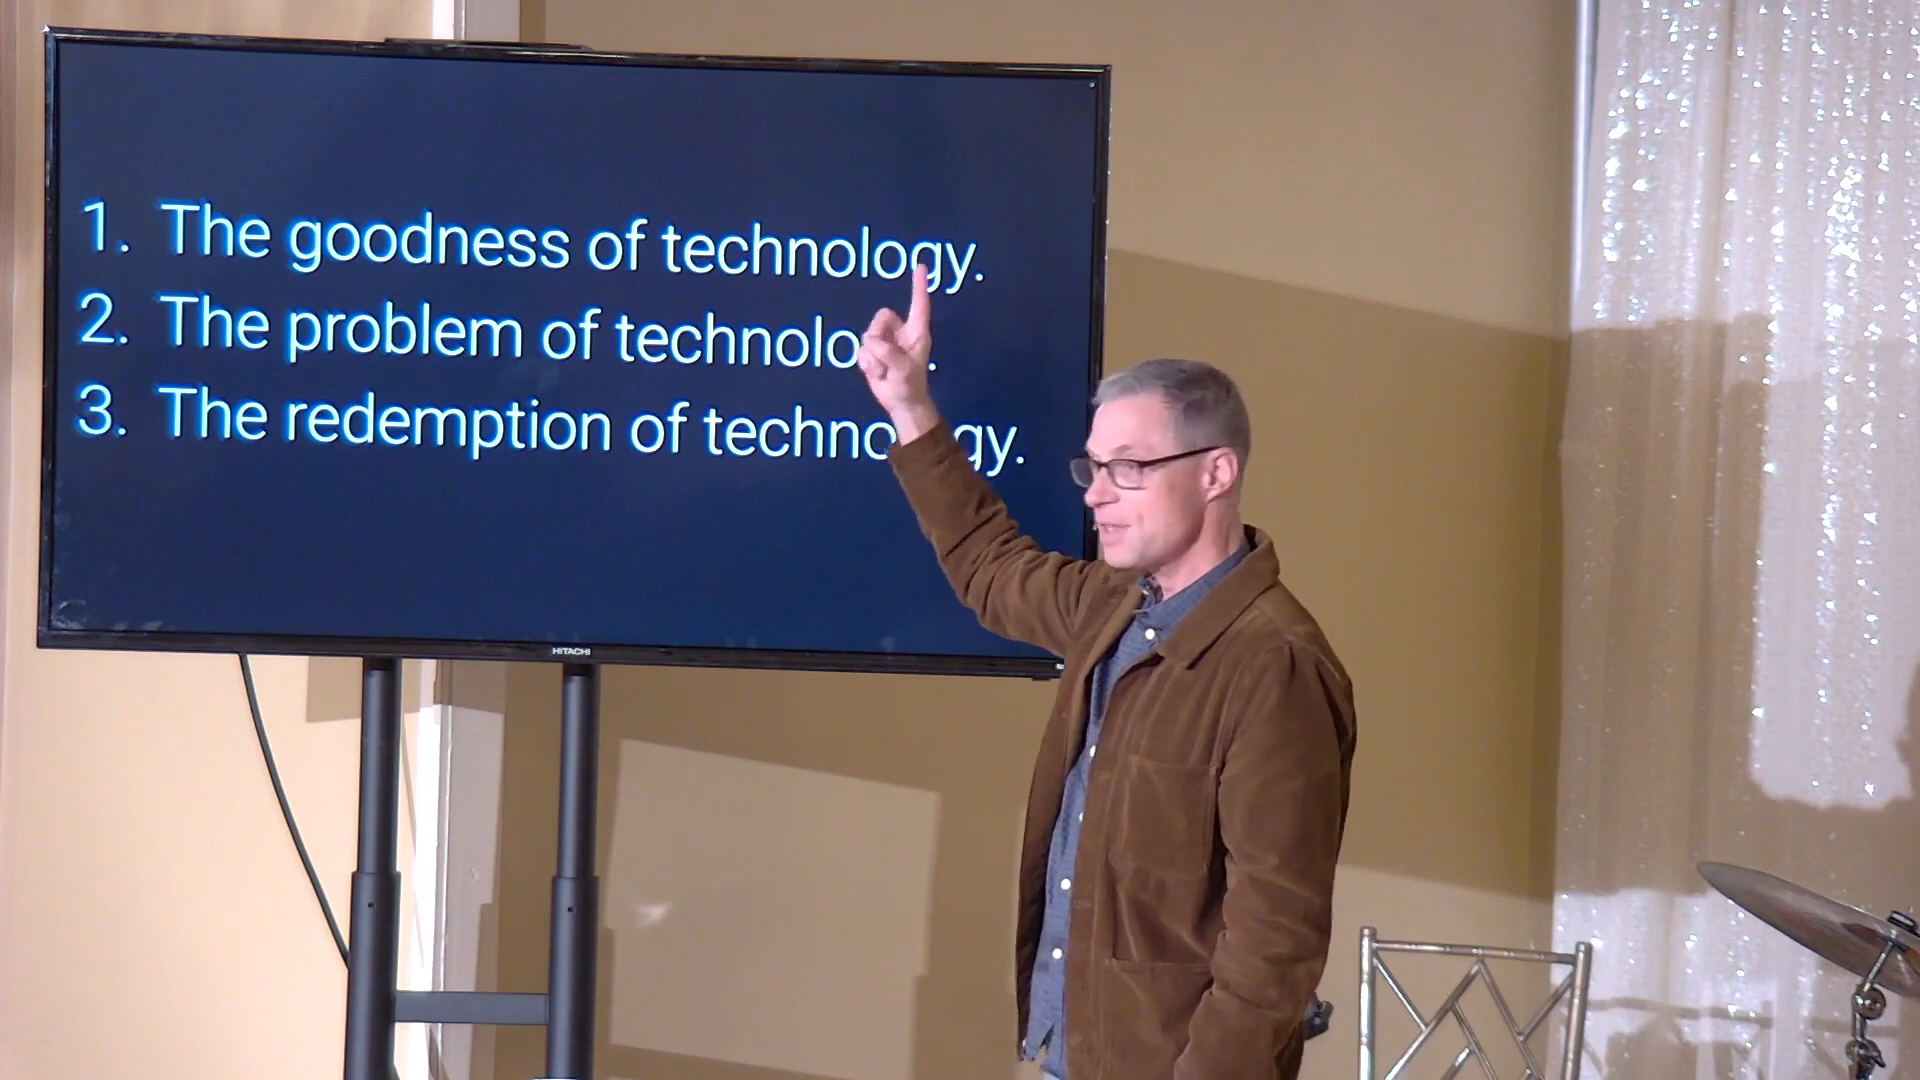 1. The goodness of technology.
2. The problem of technolo .
3. The redemption of techno gy.
HITACHI